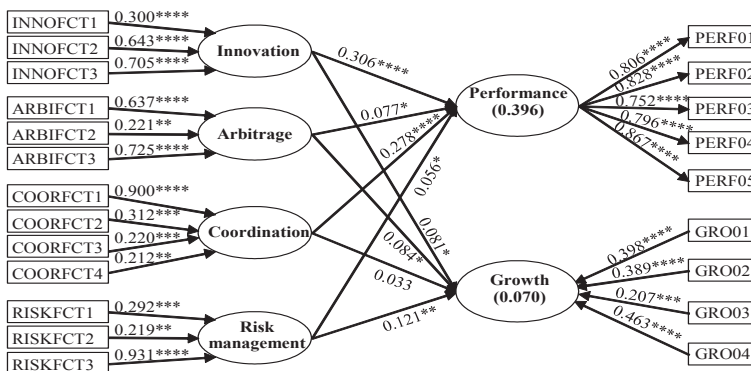 INNOFCT1
0.300****
INNOFCT2
0.643****
INNOFCT3
0.705****
Innovation
ARBIFCT1
0.637****
ARBIFCT2
0.221**
ARBIFCT3
0.725****
Arbitrage
COORFCT1
0.900****
COORFCT2
0.312***
COORFCT3
0.220***
COORFCT4
0.212**
Coordination
RISKFCT1
0.292***
RISKFCT2
0.219**
RISKFCT3
0.931****
Risk
management
0.306****
0.077*
0.278****
0.056*
0.081*
0.084*
0.033
0.121**
Performance
(0.396)
0.806****
PERF01
0.828****
PERF02
0.752****
PERF03
0.796****
PERF04
0.867****
PERF05
Growth
(0.070)
0.398****
GRO01
0.389****
GRO02
0.207***
GRO03
0.463****
GRO04